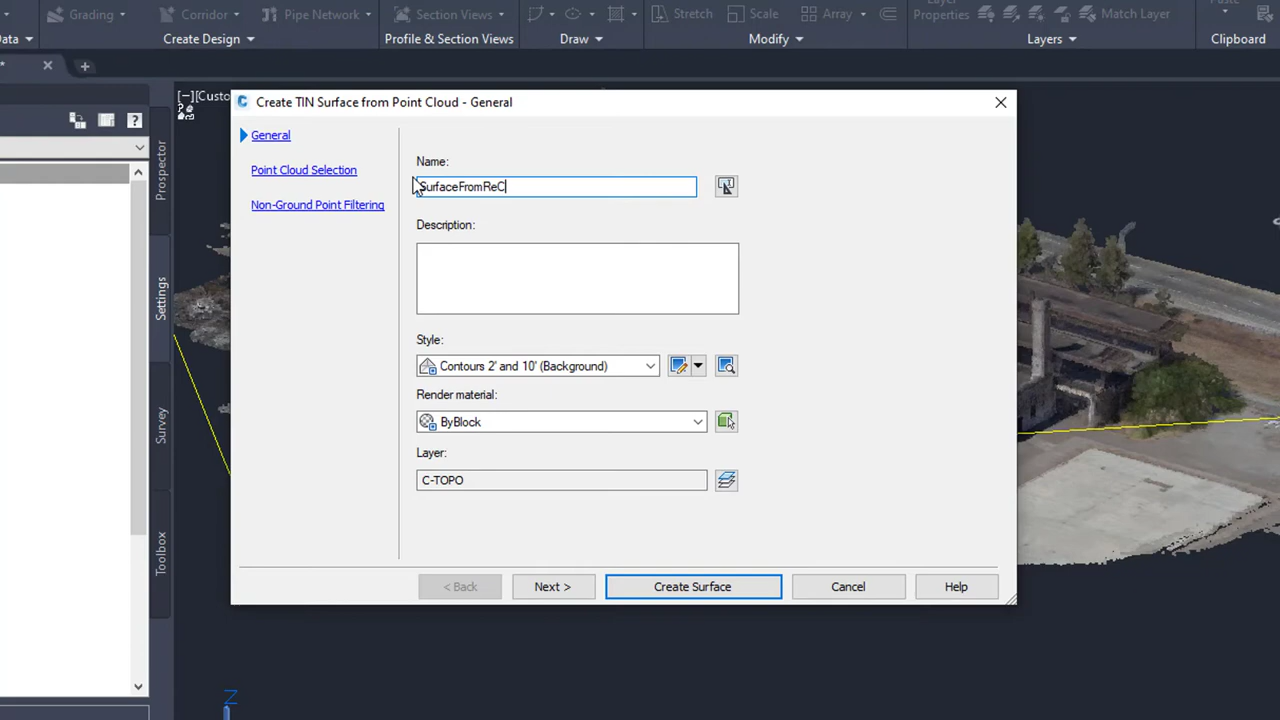 Grading Corridor Pipe Network Section Views Stretch Scale Array Layer Properties Match Layer Paste
Data Create Design Profile & Section Views Draw Modify Layers Clipboard
*
[−][Custo
Create TIN Surface from Point Cloud - General
General
Point Cloud Selection
Non-Ground Point Filtering
Name:
SurfaceFromReC
Description:
Style:
Contours 2' and 10' (Background)
Render material:
ByBlock
Layer:
C-TOPO
< Back
Next >
Create Surface
Cancel
Help
Prospector
Settings
Survey
Toolbox
Z